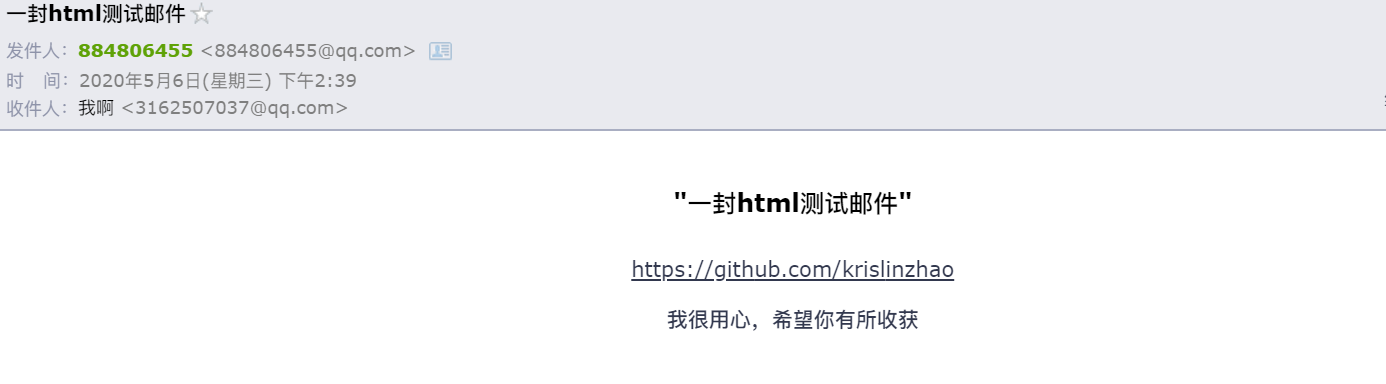 一封html测试邮件
发件人：884806455 <884806455@qq.com>
时　间：2020年5月6日(星期三) 下午2:39
收件人：我啊 <3162507037@qq.com>
"一封html测试邮件"
https://github.com/krislinzhao
我很用心，希望你有所收获